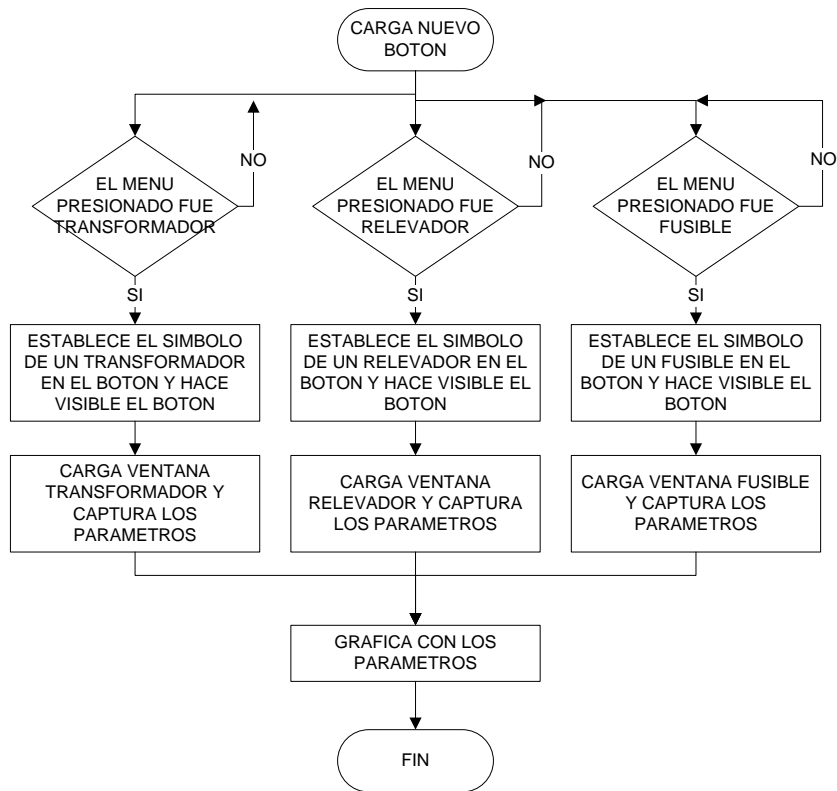 CARGA NUEVO
BOTON
NO
NO
NO
EL MENU
PRESIONADO FUE
TRANSFORMADOR
EL MENU
PRESIONADO FUE
RELEVADOR
EL MENU
PRESIONADO FUE
FUSIBLE
SI
SI
SI
ESTABLECE EL SIMBOLO
DE UN TRANSFORMADOR
EN EL BOTON Y HACE
VISIBLE EL BOTON
ESTABLECE EL SIMBOLO
DE UN RELEVADOR EN EL
BOTON Y HACE VISIBLE EL
BOTON
ESTABLECE EL SIMBOLO
DE UN FUSIBLE EN EL
BOTON Y HACE VISIBLE EL
BOTON
CARGA VENTANA
TRANSFORMADOR Y
CAPTURA LOS
PARAMETROS
CARGA VENTANA
RELEVADOR Y CAPTURA
LOS PARAMETROS
CARGA VENTANA FUSIBLE
Y CAPTURA LOS
PARAMETROS
GRAFICA CON LOS
PARAMETROS
FIN